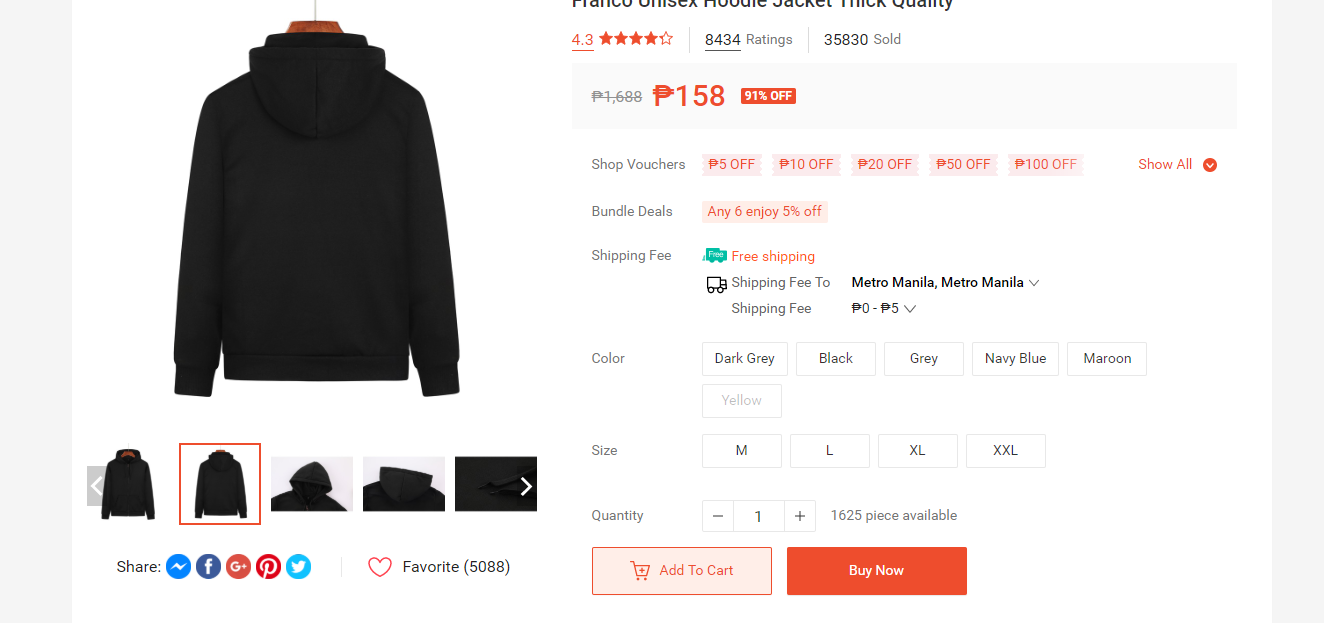 Franco Unisex Hoodie Jacket Thick Quality
4.3 8434 Ratings 35830 Sold
₱1,688 ₱158 91% OFF
Shop Vouchers ₱5 OFF ₱10 OFF ₱20 OFF ₱50 OFF ₱100 OFF Show All
Bundle Deals Any 6 enjoy 5% off
Shipping Fee Free Free shipping
Shipping Fee To Metro Manila, Metro Manila
Shipping Fee ₱0 - ₱5
Color Dark Grey Black Grey Navy Blue Maroon
Yellow
Size M L XL XXL
Quantity − 1 + 1625 piece available
Share: f G+ Favorite (5088)
Add To Cart Buy Now